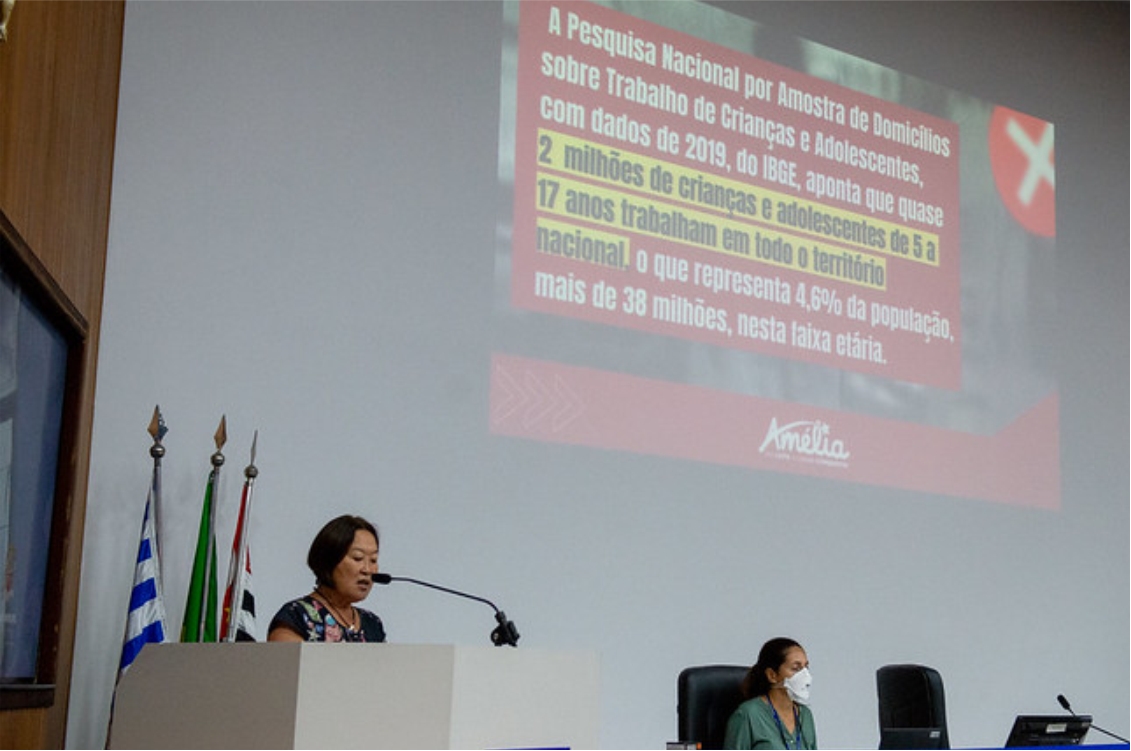 A Pesquisa Nacional por Amostra de Domicílios
sobre Trabalho de Crianças e Adolescentes,
com dados de 2019, do IBGE, aponta que quase
2 milhões de crianças e adolescentes de 5 a
17 anos trabalham em todo o território
nacional, o que representa 4,6% da população,
mais de 38 milhões, nesta faixa etária.
Amélia